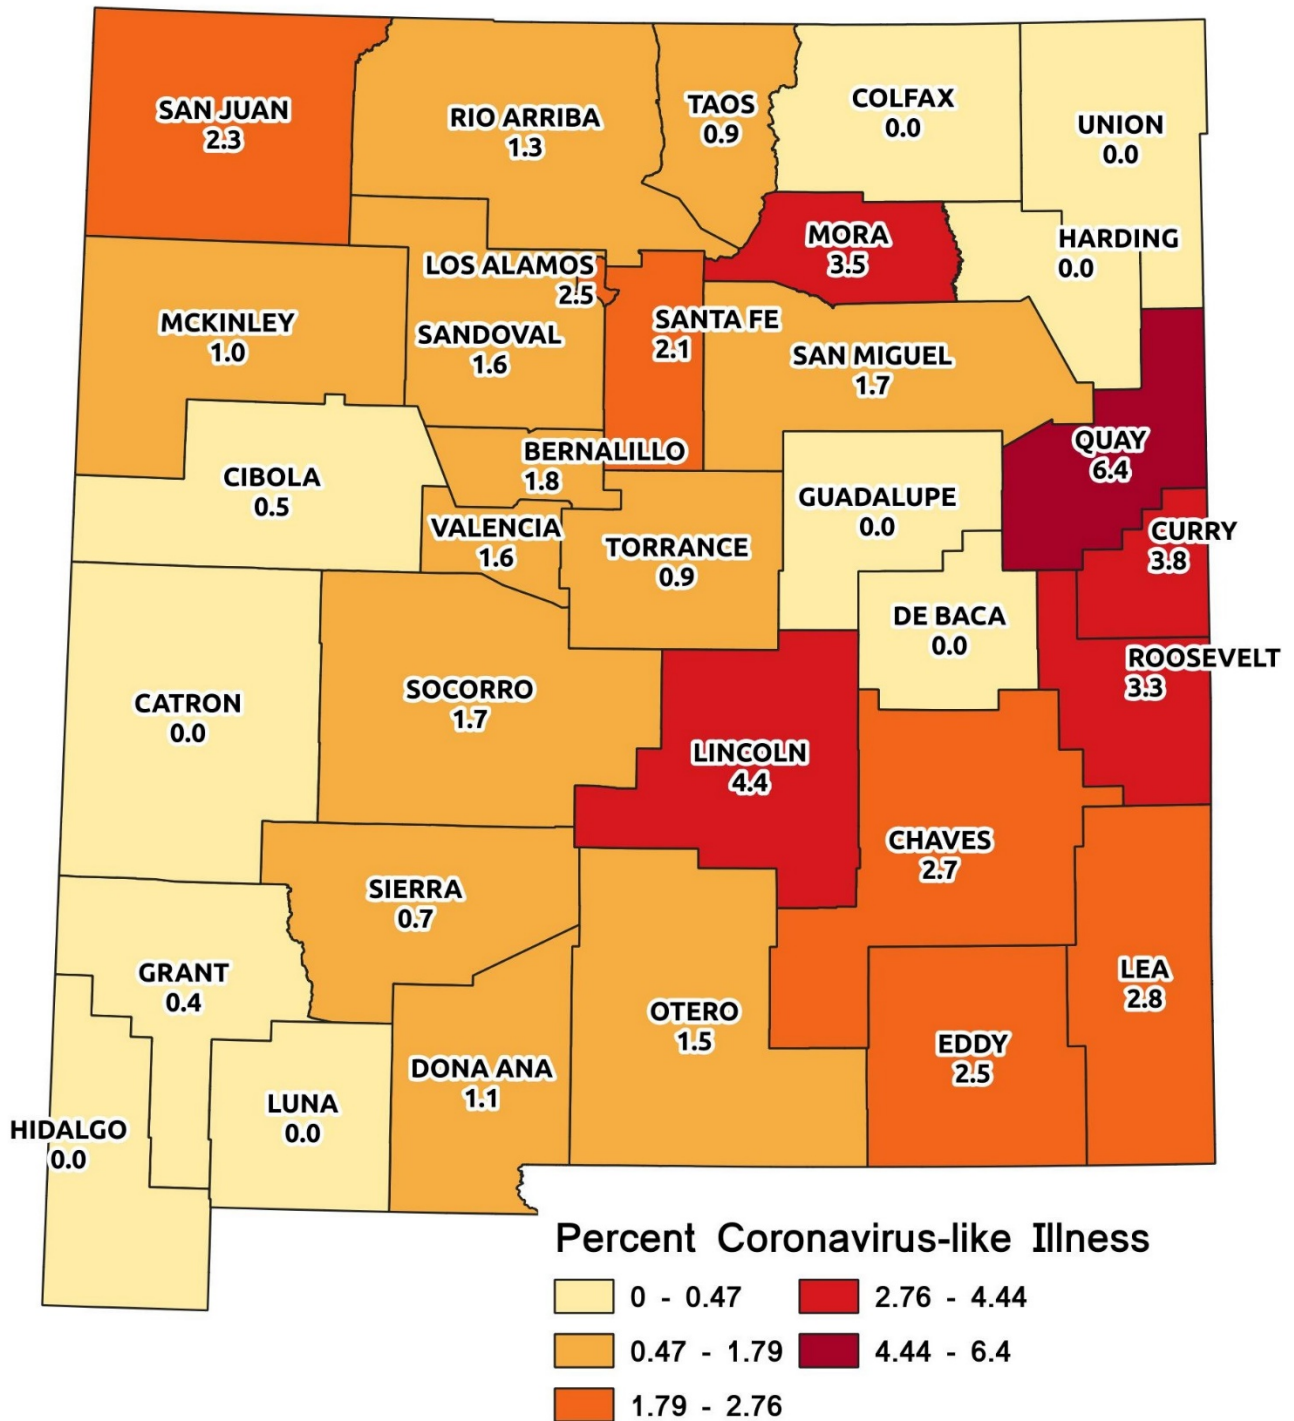 SAN JUAN
2.3
RIO ARRIBA
1.3
TAOS
0.9
COLFAX
0.0
UNION
0.0
MORA
3.5
HARDING
0.0
LOS ALAMOS
2.5
MCKINLEY
1.0
SANDOVAL
1.6
SANTA FE
2.1
SAN MIGUEL
1.7
QUAY
6.4
CIBOLA
0.5
BERNALILLO
1.8
GUADALUPE
0.0
VALENCIA
1.6
TORRANCE
0.9
CURRY
3.8
DE BACA
0.0
ROOSEVELT
3.3
CATRON
0.0
SOCORRO
1.7
LINCOLN
4.4
CHAVES
2.7
SIERRA
0.7
GRANT
0.4
LEA
2.8
OTERO
1.5
EDDY
2.5
DONA ANA
1.1
LUNA
0.0
HIDALGO
0.0
Percent Coronavirus-like Illness
0 - 0.47
2.76 - 4.44
0.47 - 1.79
4.44 - 6.4
1.79 - 2.76